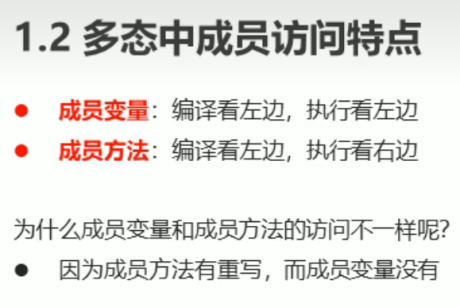 1.2 多态中成员访问特点
● 成员变量：编译看左边，执行看左边
● 成员方法：编译看左边，执行看右边
为什么成员变量和成员方法的访问不一样呢?
● 因为成员方法有重写，而成员变量没有